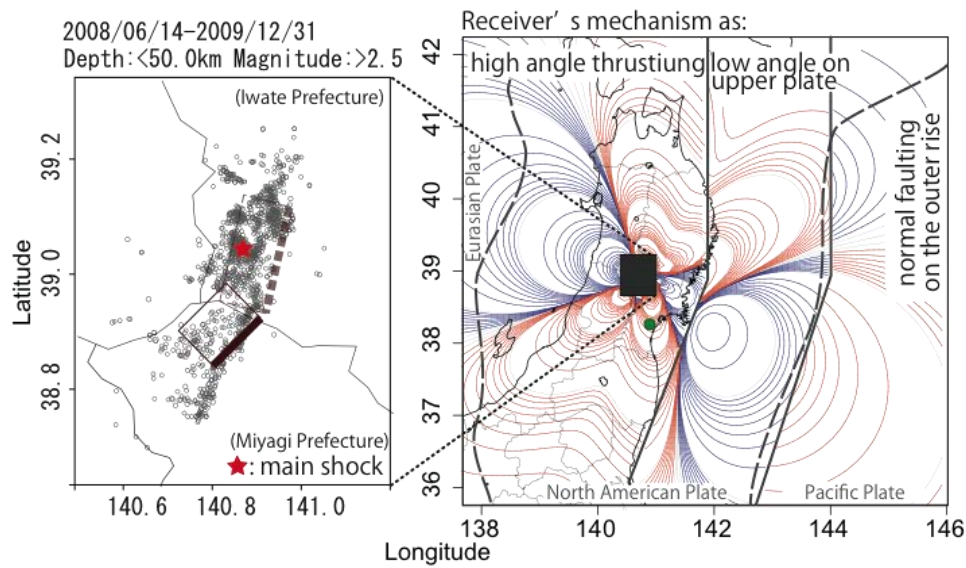 2008/06/14-2009/12/31
Depth:<50.0km Magnitude:>2.5
(Iwate Prefecture)
39.2
39.0
38.8
Latitude
(Miyagi Prefecture)
★: main shock
140.6 140.8 141.0
Receiver's mechanism as:
high angle thrustiung
low angle on
upper plate
normal faulting
on the outer rise
Eurasian Plate
North American Plate
Pacific Plate
42
41
40
39
38
37
36
138 140 142 144 146
Longitude